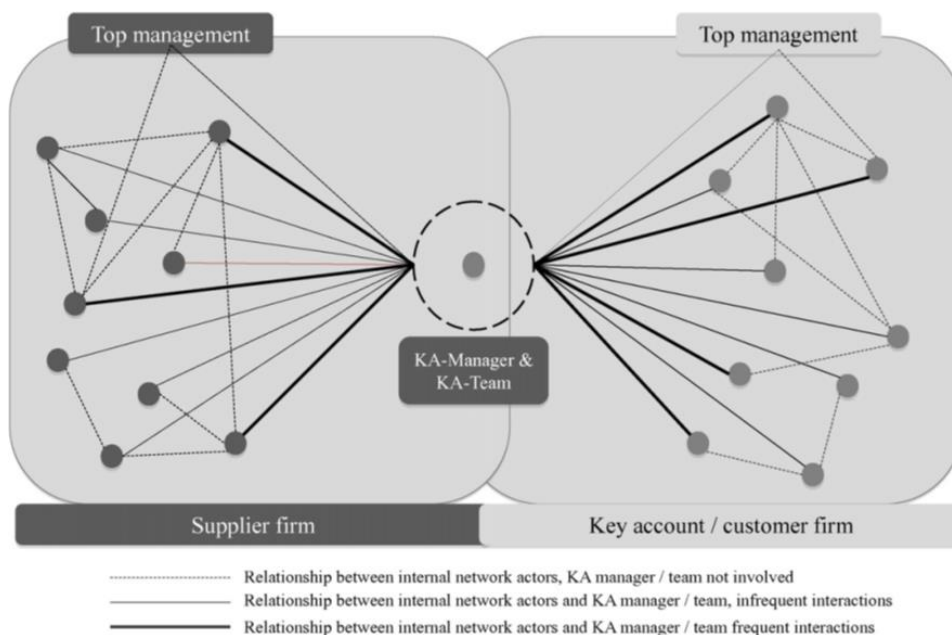 Top management
Top management
KA-Manager &
KA-Team
Supplier firm
Key account / customer firm
Relationship between internal network actors, KA manager / team not involved
Relationship between internal network actors and KA manager / team, infrequent interactions
Relationship between internal network actors and KA manager / team frequent interactions